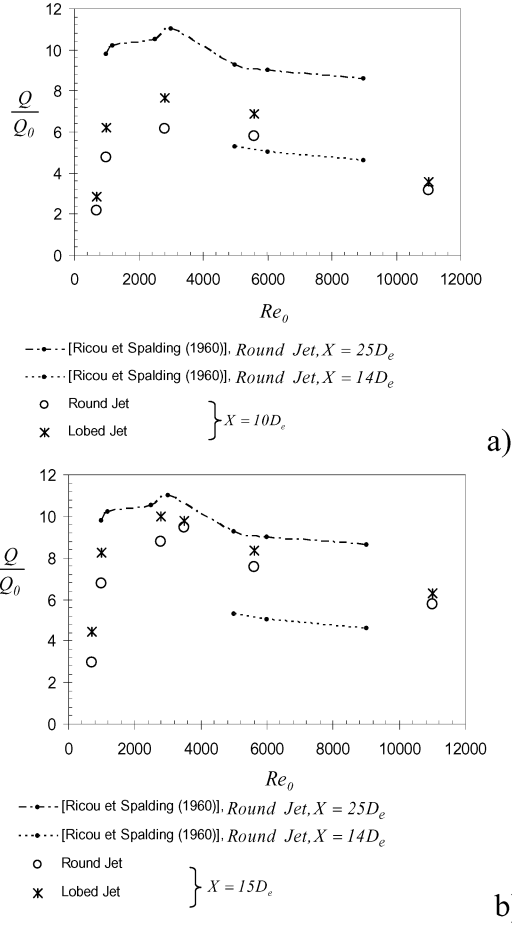 12
10
8
6
4
2
0
Q
Q0
0 2000 4000 6000 8000 10000 12000
Re0
[Ricou et Spalding (1960)], Round Jet, X = 25De
[Ricou et Spalding (1960)], Round Jet, X = 14De
Round Jet
Lobed Jet
X = 10De
a)
12
10
8
6
4
2
0
Q
Q0
0 2000 4000 6000 8000 10000 12000
Re0
[Ricou et Spalding (1960)], Round Jet, X = 25De
[Ricou et Spalding (1960)], Round Jet, X = 14De
Round Jet
Lobed Jet
X = 15De
b)